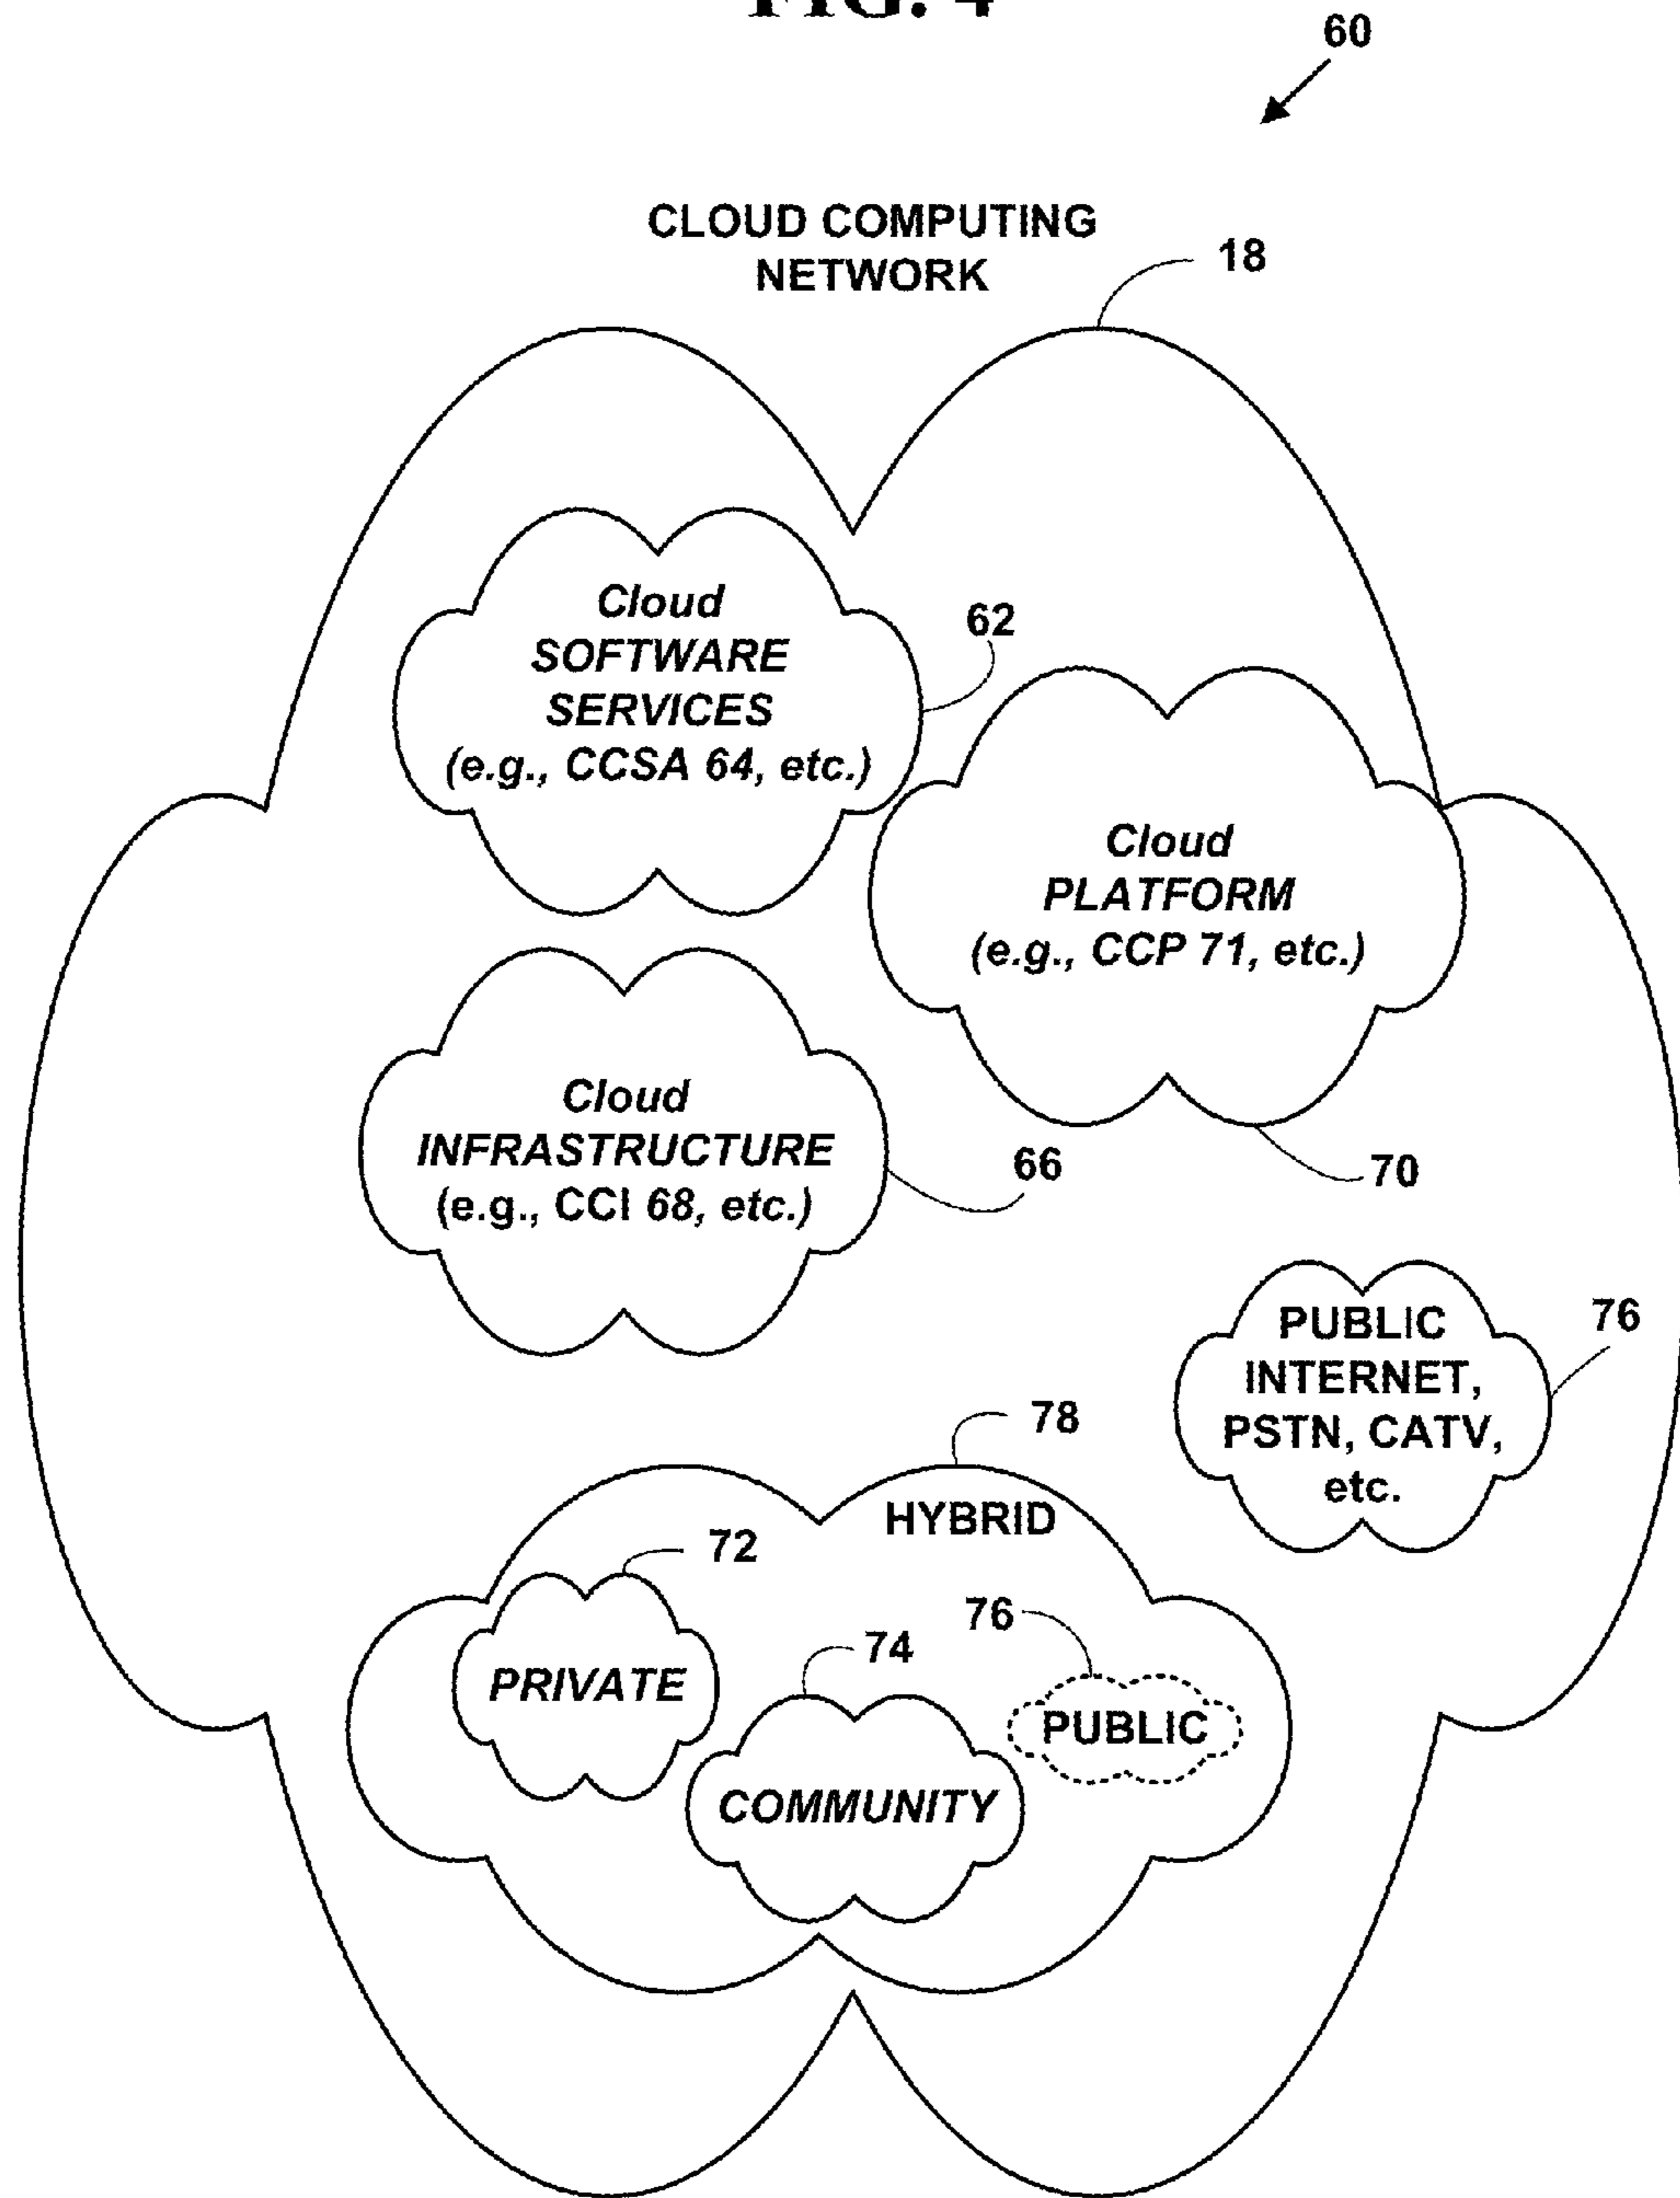 FIG. 4
60
CLOUD COMPUTING
NETWORK
18
Cloud
SOFTWARE
SERVICES
(e.g., CCSA 64, etc.)
62
Cloud
PLATFORM
(e.g., CCP 71, etc.)
70
Cloud
INFRASTRUCTURE
(e.g., CCI 68, etc.)
66
PUBLIC
INTERNET,
PSTN, CATV,
etc.
76
78
HYBRID
72
PRIVATE
74
COMMUNITY
76
PUBLIC